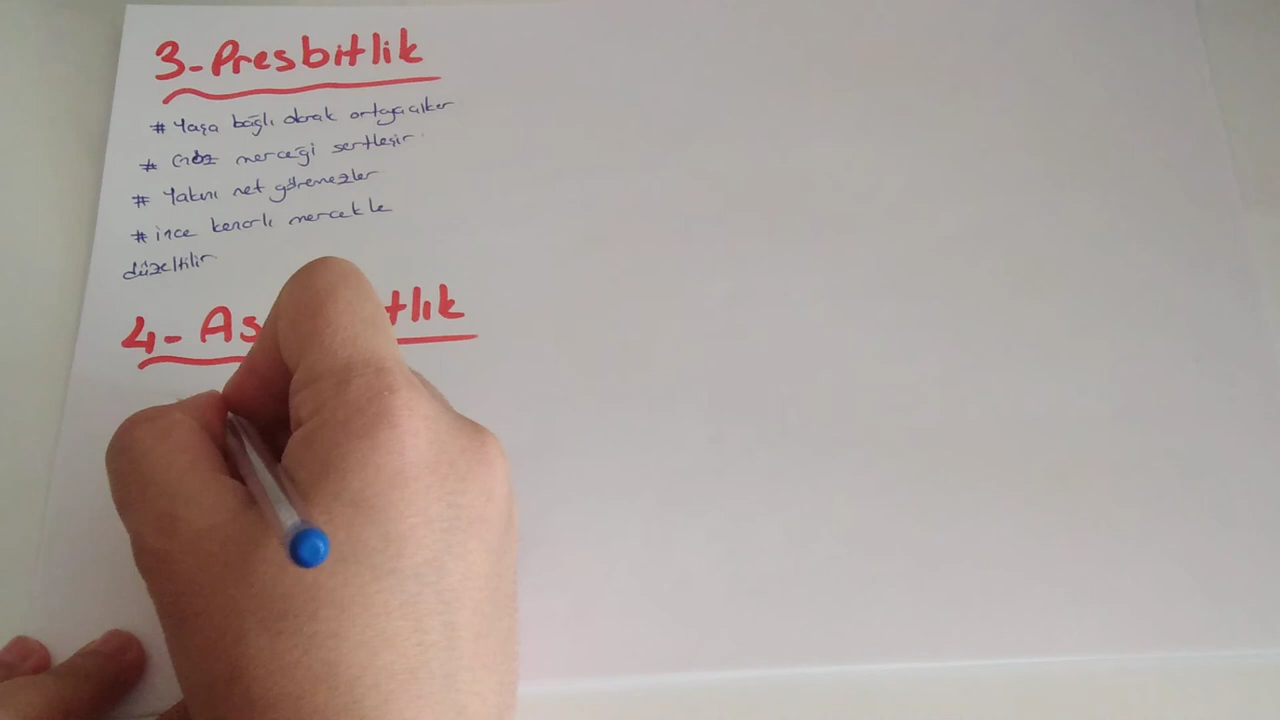 3-Presbitlik
# Yaşa bağlı olarak ortaya çıker
# Göz merceği sertleşir.
# Yakını net göremezler
# ince kenarlı mercekle
düzeltilir
4- As tlik